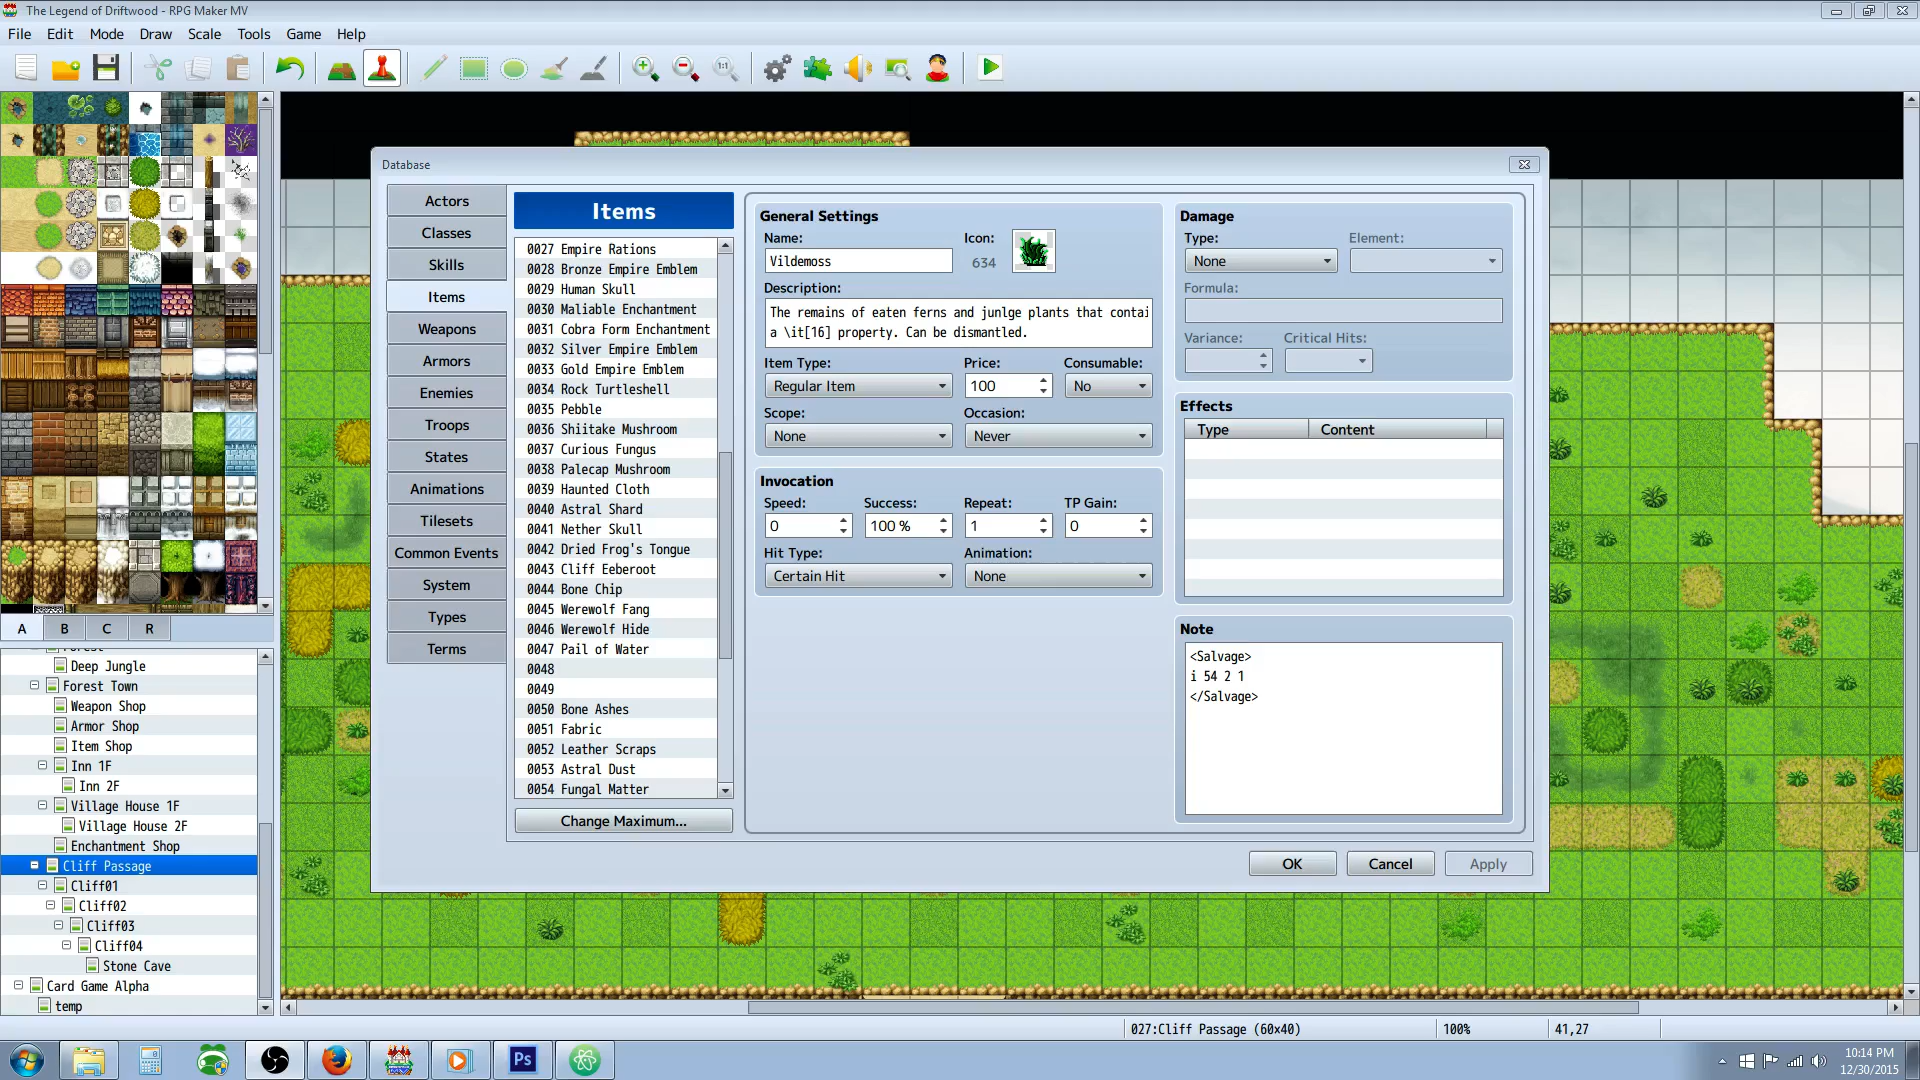 The Legend of Driftwood - RPG Maker MV
File Edit Mode Draw Scale Tools Game Help
1:1
Database
Actors
Classes
Skills
Items
Weapons
Armors
Enemies
Troops
States
Animations
Tilesets
Common Events
System
Types
Terms
Items
0027 Empire Rations
0028 Bronze Empire Emblem
0029 Human Skull
0030 Maliable Enchantment
0031 Cobra Form Enchantment
0032 Silver Empire Emblem
0033 Gold Empire Emblem
0034 Rock Turtleshell
0035 Pebble
0036 Shiitake Mushroom
0037 Curious Fungus
0038 Palecap Mushroom
0039 Haunted Cloth
0040 Astral Shard
0041 Nether Skull
0042 Dried Frog's Tongue
0043 Cliff Eeberoot
0044 Bone Chip
0045 Werewolf Fang
0046 Werewolf Hide
0047 Pail of Water
0048
0049
0050 Bone Ashes
0051 Fabric
0052 Leather Scraps
0053 Astral Dust
0054 Fungal Matter
Change Maximum...
General Settings
Name: Icon:
Vildemoss 634
Description:
The remains of eaten ferns and junlge plants that contai
a \it[16] property. Can be dismantled.
Item Type: Price: Consumable:
Regular Item 100 No
Scope: Occasion:
None Never
Invocation
Speed: Success: Repeat: TP Gain:
0 100 % 1 0
Hit Type: Animation:
Certain Hit None
Damage
Type: Element:
None
Formula:
Variance: Critical Hits:
Effects
Type Content
Note
<Salvage>
i 54 2 1
</Salvage>
OK Cancel Apply
A B C R
Forest
Deep Jungle
Forest Town
Weapon Shop
Armor Shop
Item Shop
Inn 1F
Inn 2F
Village House 1F
Village House 2F
Enchantment Shop
Cliff Passage
Cliff01
Cliff02
Cliff03
Cliff04
Stone Cave
Card Game Alpha
temp
027:Cliff Passage (60x40) 100% 41,27
Ps
10:14 PM
12/30/2015